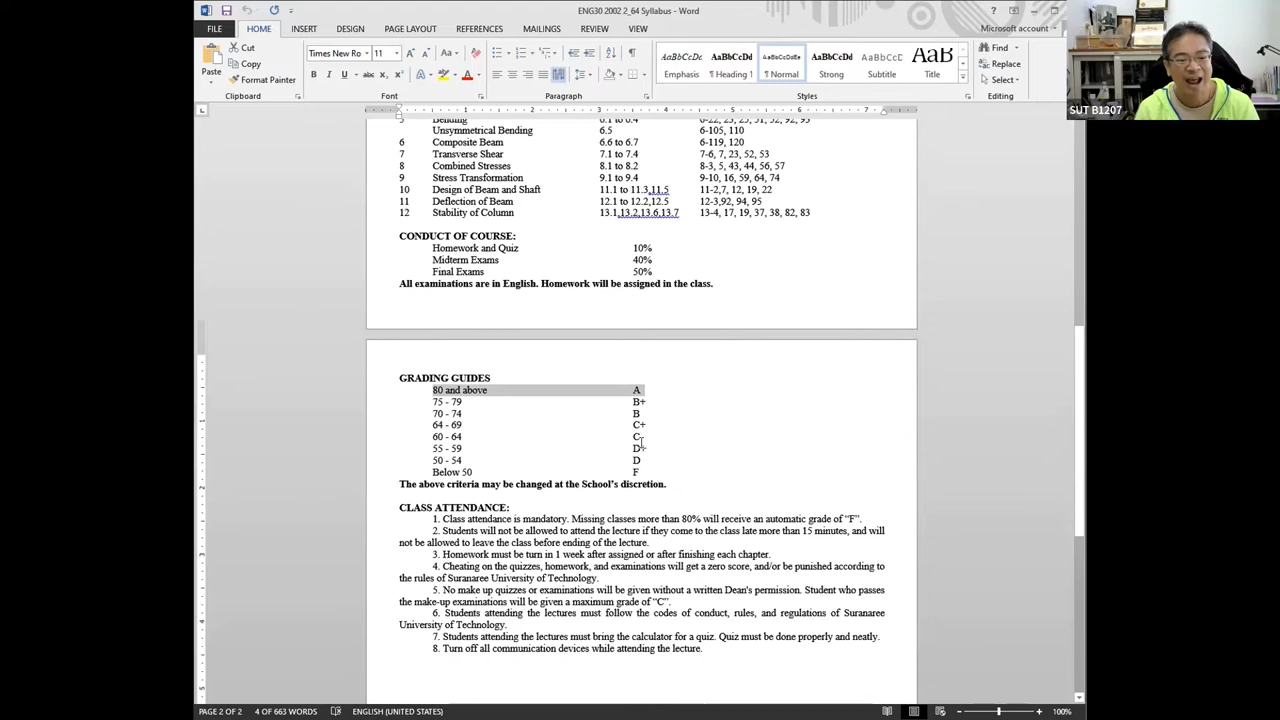 ENG30 2002 2_64 Syllabus - Word
FILE HOME INSERT DESIGN PAGE LAYOUT REFERENCES MAILINGS REVIEW VIEW Microsoft account
Paste
Cut
Copy
Format Painter
Clipboard
Times New Ro 11
Font
Paragraph
AaBbCcDc AaBbCcDd AaBbCcDdEe AaBbCcDd AaBbCcD AaB
Emphasis ¶ Heading 1 ¶ Normal Strong Subtitle Title
Styles
Find
Replace
Select
Editing
SUT B1207
Unsymmetrical Bending 6.5 6-105, 110
6 Composite Beam 6.6 to 6.7 6-119, 120
7 Transverse Shear 7.1 to 7.4 7-6, 7, 23, 52, 53
8 Combined Stresses 8.1 to 8.2 8-3, 5, 43, 44, 56, 57
9 Stress Transformation 9.1 to 9.4 9-10, 16, 59, 64, 74
10 Design of Beam and Shaft 11.1 to 11.3,11.5 11-2,7, 12, 19, 22
11 Deflection of Beam 12.1 to 12.2,12.5 12-3,92, 94, 95
12 Stability of Column 13.1,13.2,13.6,13.7 13-4, 17, 19, 37, 38, 82, 83
CONDUCT OF COURSE:
Homework and Quiz 10%
Midterm Exams 40%
Final Exams 50%
All examinations are in English. Homework will be assigned in the class.
GRADING GUIDES
80 and above A
75 - 79 B+
70 - 74 B
64 - 69 C+
60 - 64 C
55 - 59 D+
50 - 54 D
Below 50 F
The above criteria may be changed at the School's discretion.
CLASS ATTENDANCE:
1. Class attendance is mandatory. Missing classes more than 80% will receive an automatic grade of “F”.
2. Students will not be allowed to attend the lecture if they come to the class late more than 15 minutes, and will
not be allowed to leave the class before ending of the lecture.
3. Homework must be turn in 1 week after assigned or after finishing each chapter.
4. Cheating on the quizzes, homework, and examinations will get a zero score, and/or be punished according to
the rules of Suranaree University of Technology.
5. No make up quizzes or examinations will be given without a written Dean's permission. Student who passes
the make-up examinations will be given a maximum grade of “C”.
6. Students attending the lectures must follow the codes of conduct, rules, and regulations of Suranaree
University of Technology.
7. Students attending the lectures must bring the calculator for a quiz. Quiz must be done properly and neatly.
8. Turn off all communication devices while attending the lecture.
PAGE 2 OF 2 4 OF 663 WORDS ENGLISH (UNITED STATES) 100%